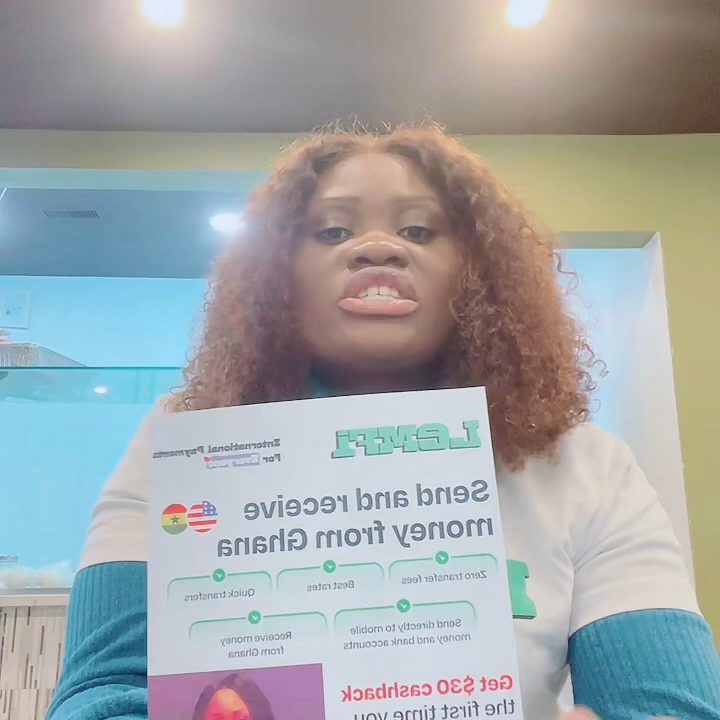 LemFi
International Payments
For
Send and receive
money from Ghana
Zero transfer fees
Best rates
Quick transfers
Send directly to mobile
money and bank accounts
Receive money
from Ghana
Get $30 cashback
the first time you